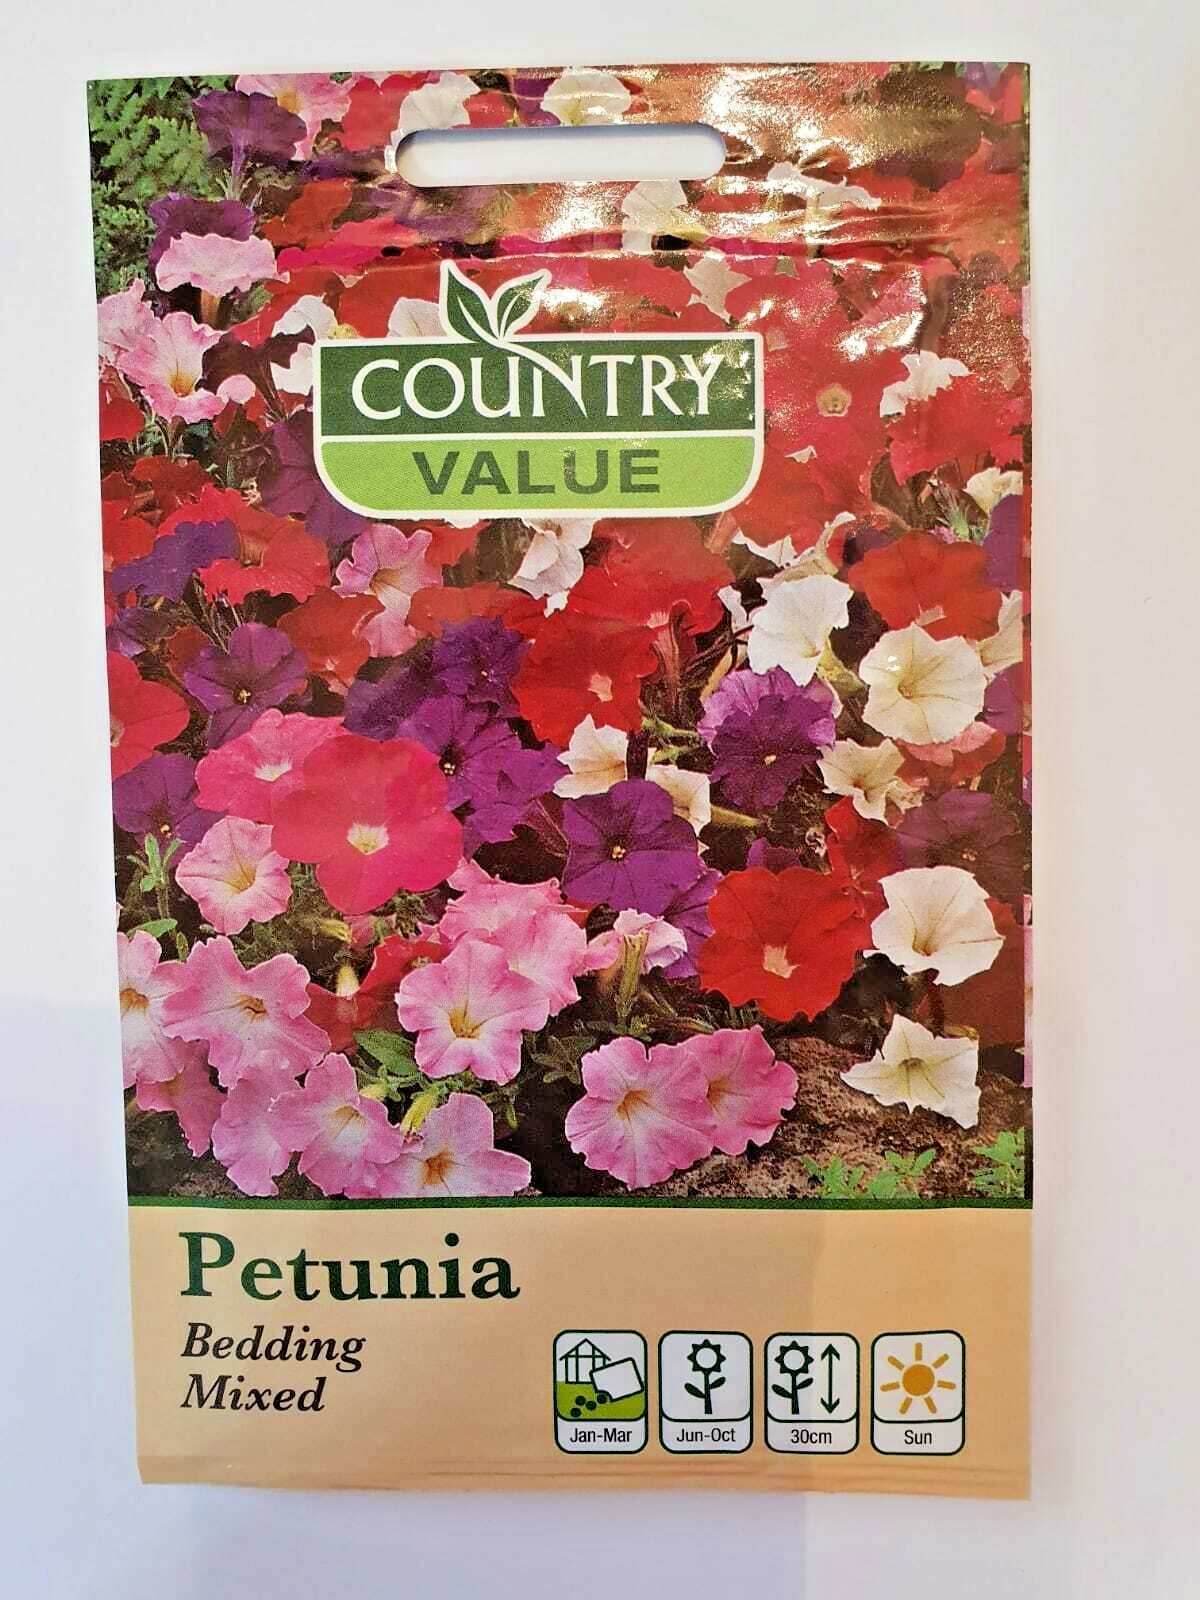 COUNTRY
VALUE
Petunia
Bedding
Mixed
Jan-Mar
Jun-Oct
30cm
Sun